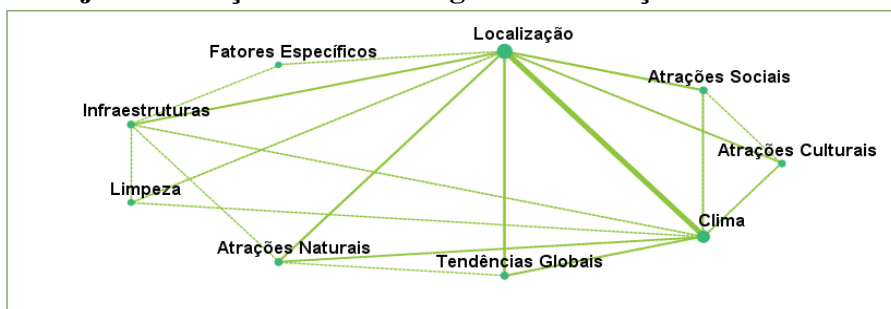 Localização
Fatores Específicos
Atrações Sociais
Infraestruturas
Atrações Culturais
Limpeza
Clima
Atrações Naturais
Tendências Globais